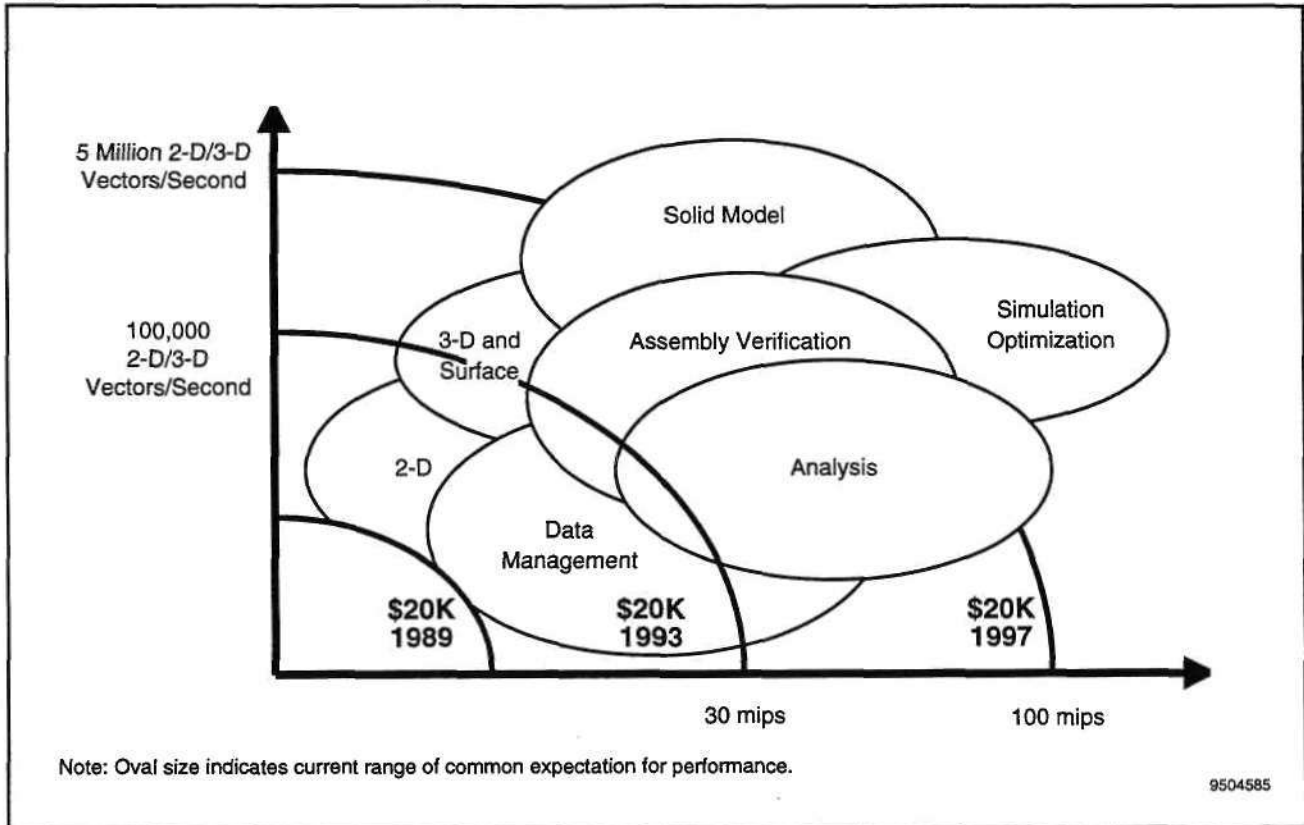 5 Million 2-D/3-D
Vectors/Second
Solid Model
Simulation
Optimization
100,000
2-D/3-D
Vectors/Second
3-D and
Surface
Assembly Verification
2-D
Analysis
Data
Management
$20K
1989
$20K
1993
$20K
1997
30 mips
100 mips
Note: Oval size indicates current range of common expectation for performance.
9504585